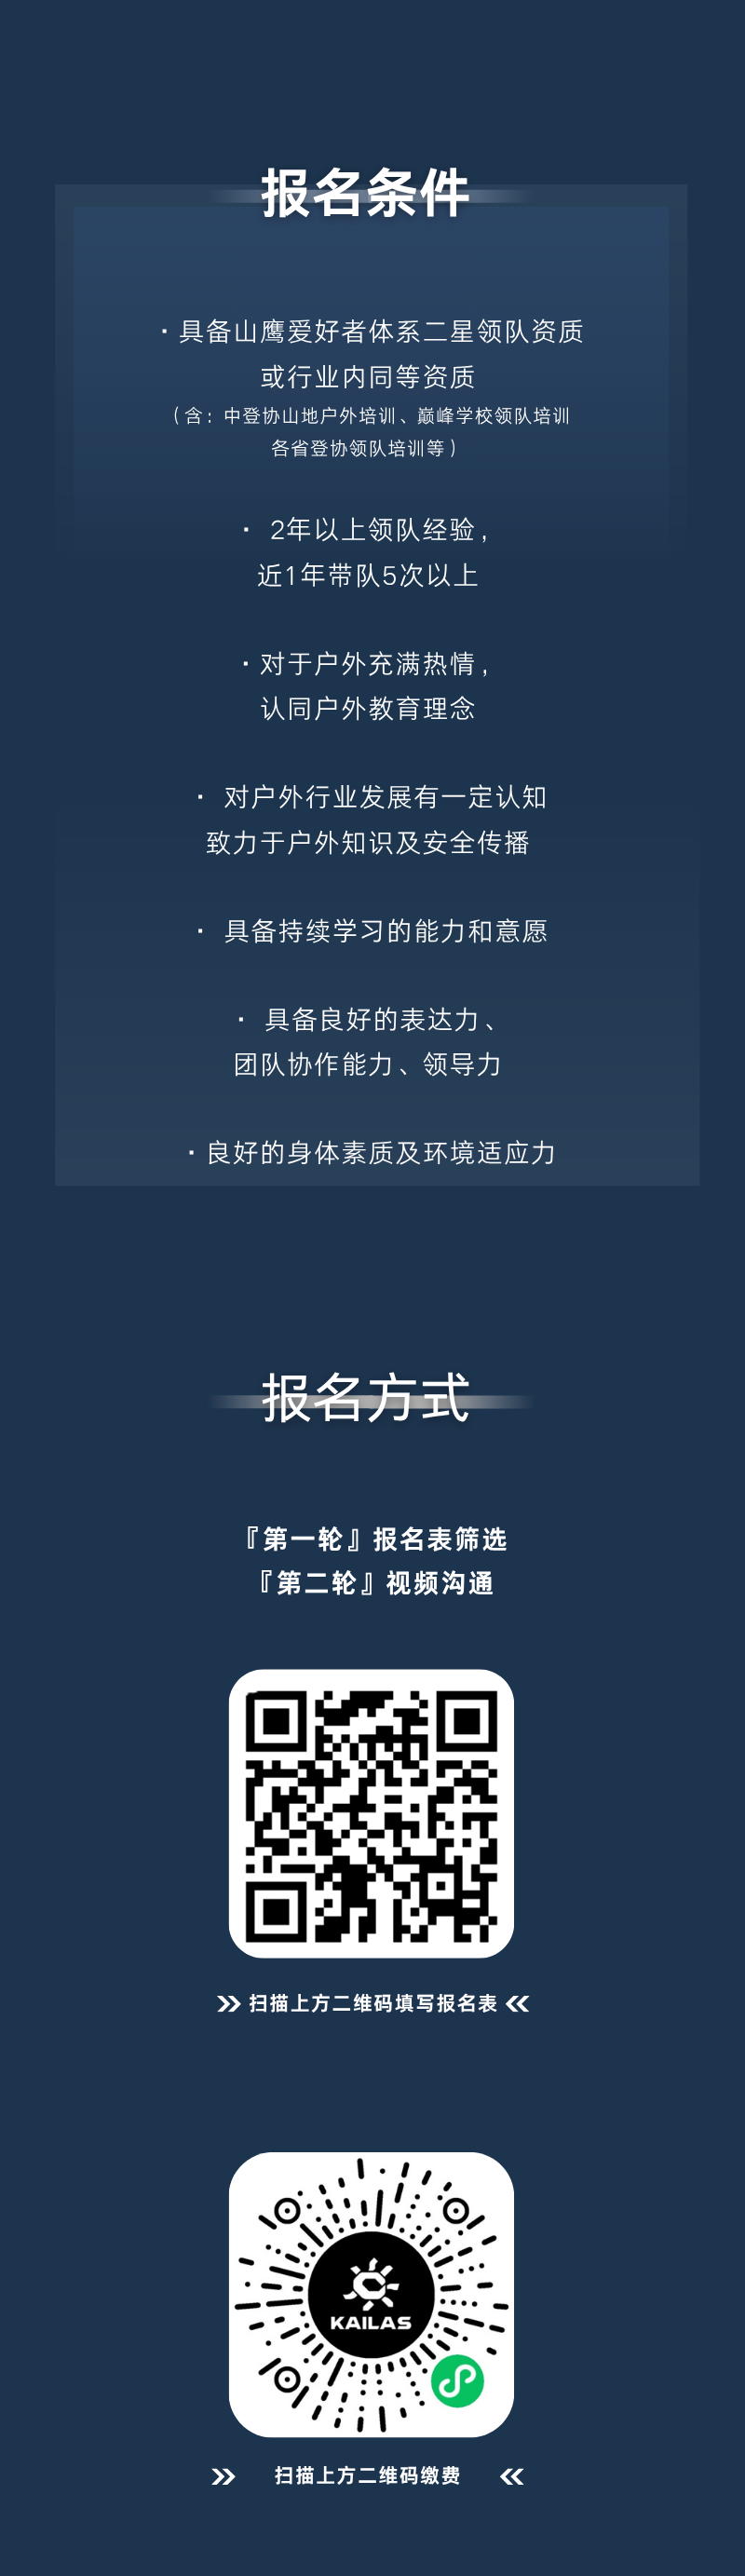 报名条件
· 具备山鹰爱好者体系二星领队资质
或行业内同等资质
（含：中登协山地户外培训、巅峰学校领队培训
各省登协领队培训等）
· 2年以上领队经验，
近1年带队5次以上
· 对于户外充满热情，
认同户外教育理念
· 对户外行业发展有一定认知
致力于户外知识及安全传播
· 具备持续学习的能力和意愿
· 具备良好的表达力、
团队协作能力、领导力
· 良好的身体素质及环境适应力
报名方式
『第一轮』报名表筛选
『第二轮』视频沟通
扫描上方二维码填写报名表
KAILAS
扫描上方二维码缴费